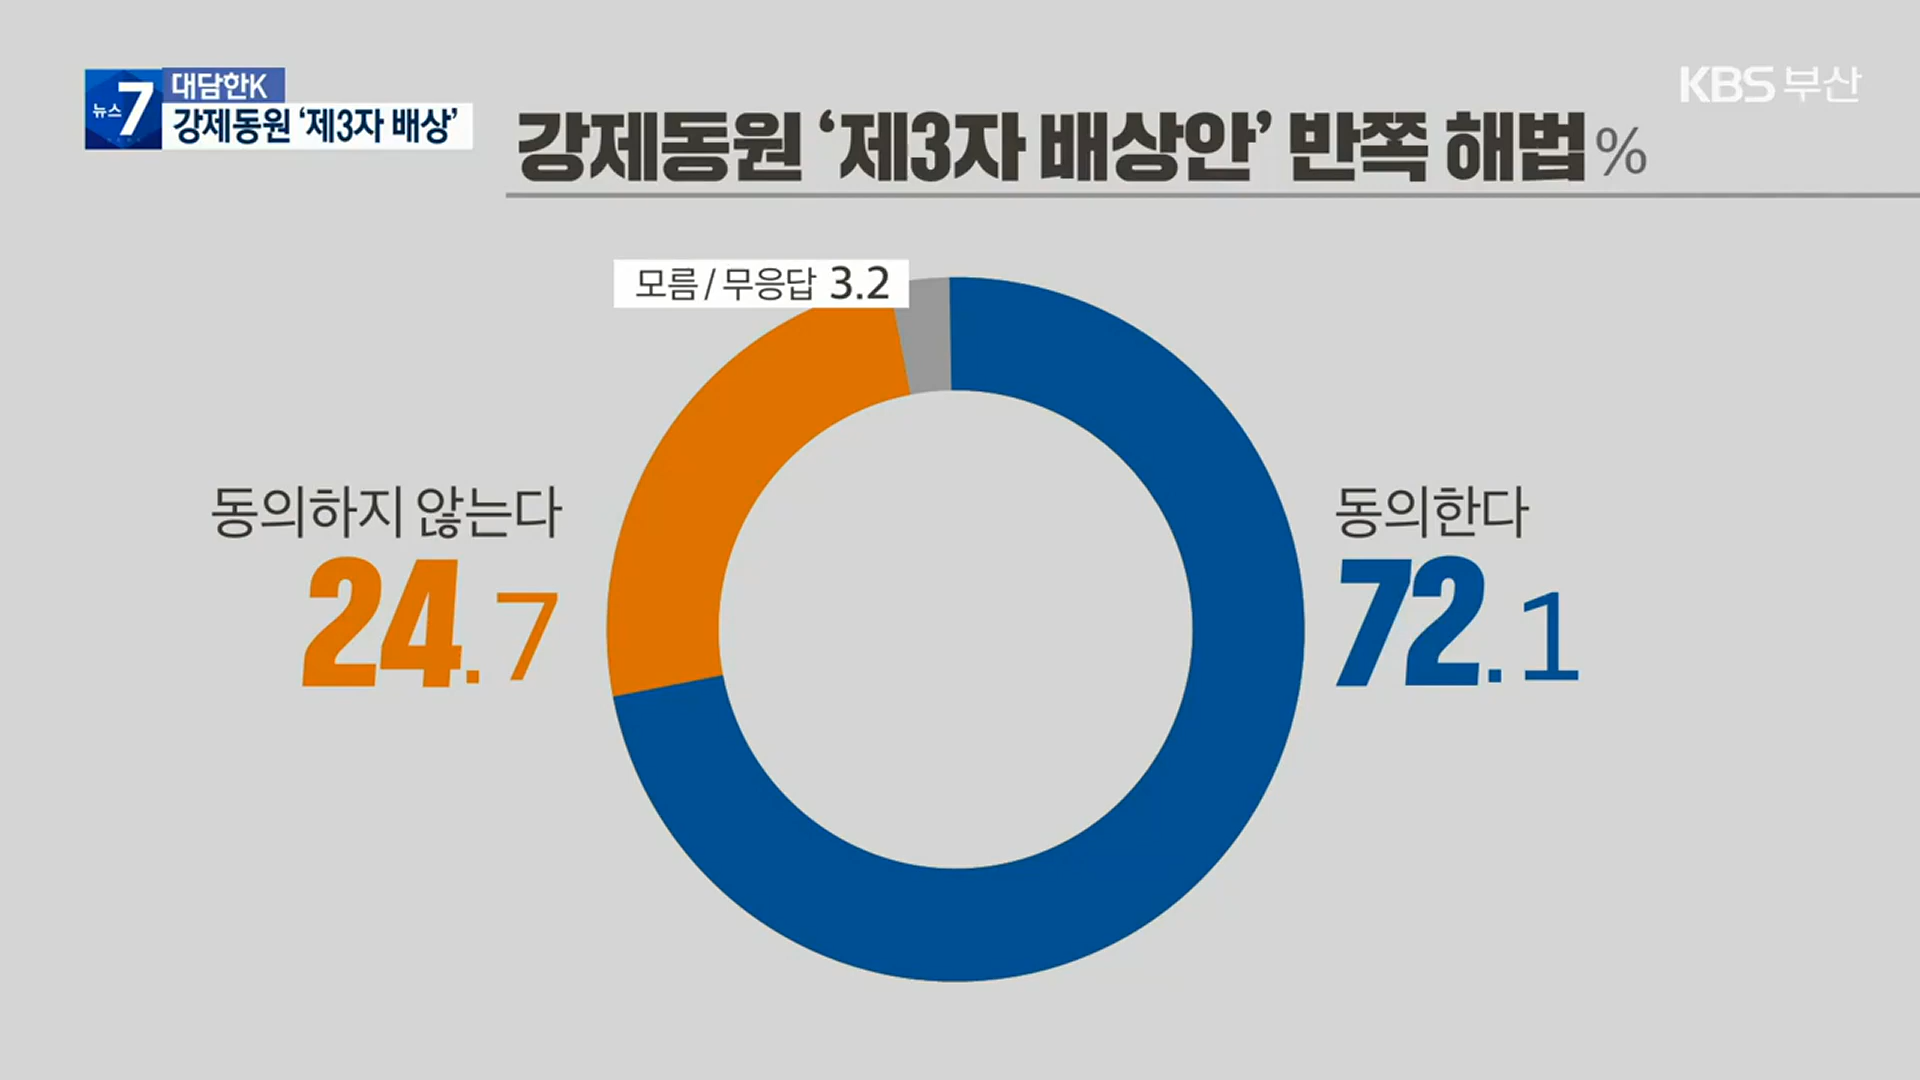 뉴스 7
대담한K
강제동원 ‘제3자 배상’
KBS 부산
강제동원 ‘제3자 배상안’ 반쪽 해법 %
모름 / 무응답 3.2
동의하지 않는다
24.7
동의한다
72.1